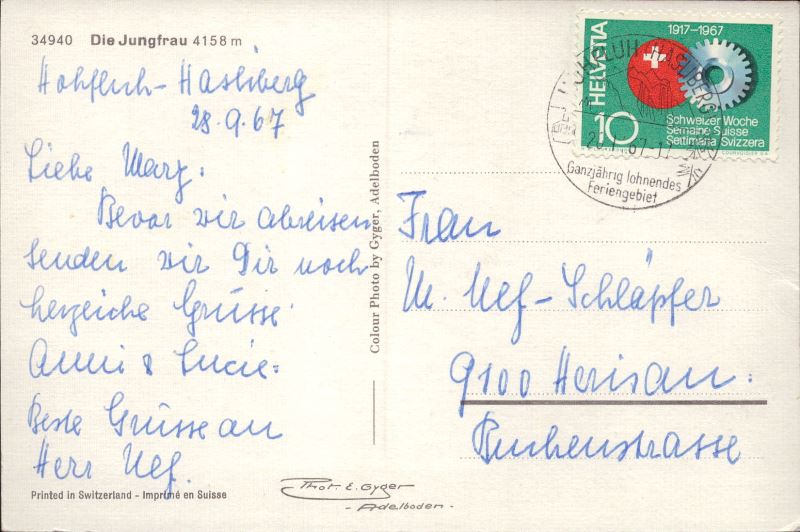 34940 Die Jungfrau 4158 m
Hohfluh-Hasliberg
28.9.67
Liebe Mary:
Bevor wir abreisen
senden wir Dir noch
herzliche Grüsse
Anni & Lucie:
Beste Grüsse an
Herr Nef.
Printed in Switzerland - Imprimé en Suisse
Colour Photo by Gyger, Adelboden
Phot. E. Gyger
- Adelboden -
1917-1967
HELVETIA
10
Schweizer Woche
Semaine Suisse
Settimana Svizzera
COURVOISIER S.A.
HOHFLUH HASLIBERG
Ganzjährig lohnendes
Feriengebiet
Frau
M. Nef-Schläpfer
9100 Herisau:
Buchenstrasse